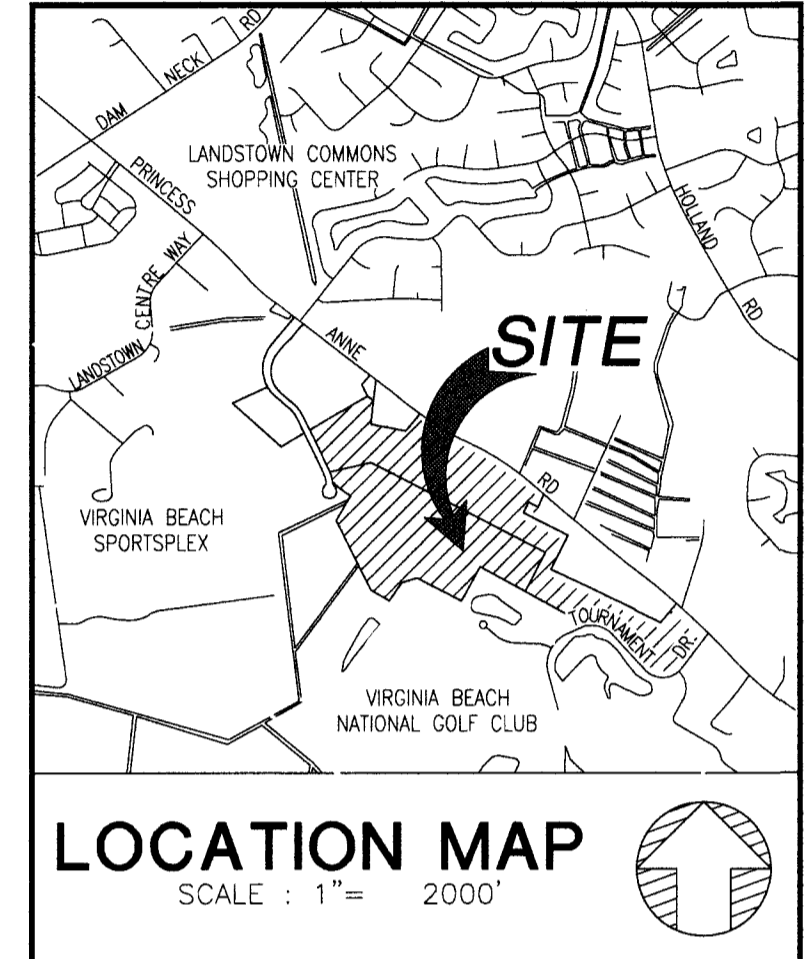 DAM NECK RD
LANDSTOWN COMMONS
SHOPPING CENTER
PRINCESS ANNE RD
HOLLAND RD
LANDSTOWN CENTRE WAY
SITE
VIRGINIA BEACH
SPORTSPLEX
TOURNAMENT DR.
VIRGINIA BEACH
NATIONAL GOLF CLUB
LOCATION MAP
SCALE : 1"= 2000'